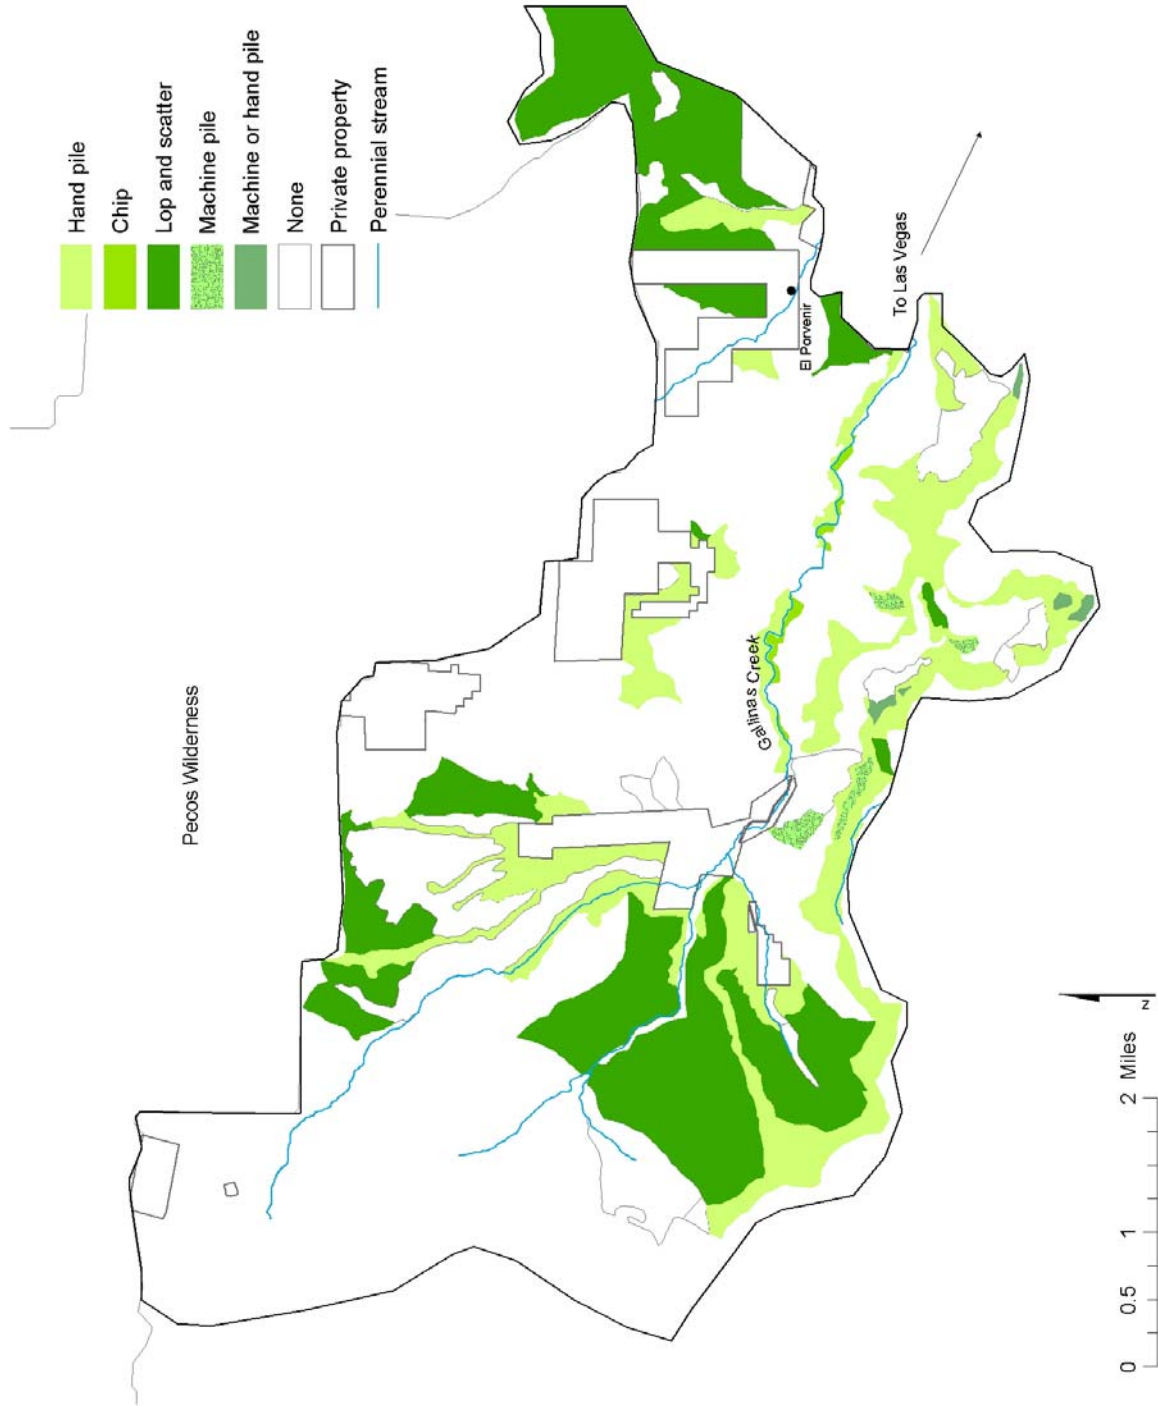 Hand pile
Chip
Lop and scatter
Machine pile
Machine or hand pile
None
Private property
Perennial stream
Pecos Wilderness
Gallinas Creek
El Porvenir
To Las Vegas
0 0.5 1 2 Miles
N